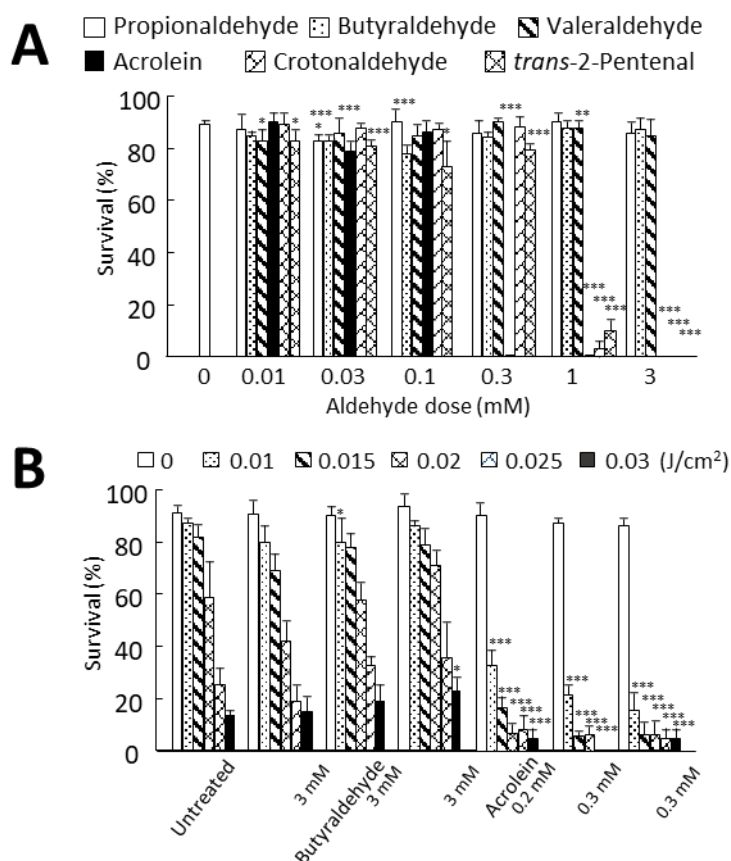 A
Propionaldehyde Butyraldehyde Valeraldehyde
Acrolein Crotonaldehyde trans-2-Pentenal
Survival (%)
100
80
60
40
20
0
* * *** * *** *** *** * *** *** ** *** *** *** *** *** ***
0 0.01 0.03 0.1 0.3 1 3
Aldehyde dose (mM)
B
0 0.01 0.015 0.02 0.025 0.03 (J/cm²)
Survival (%)
100
80
60
40
20
0
* * *** *** *** *** *** *** *** *** *** *** *** *** *** ***
Untreated
3 mM
Butyraldehyde
3 mM
3 mM
Acrolein
0.2 mM
0.3 mM
0.3 mM